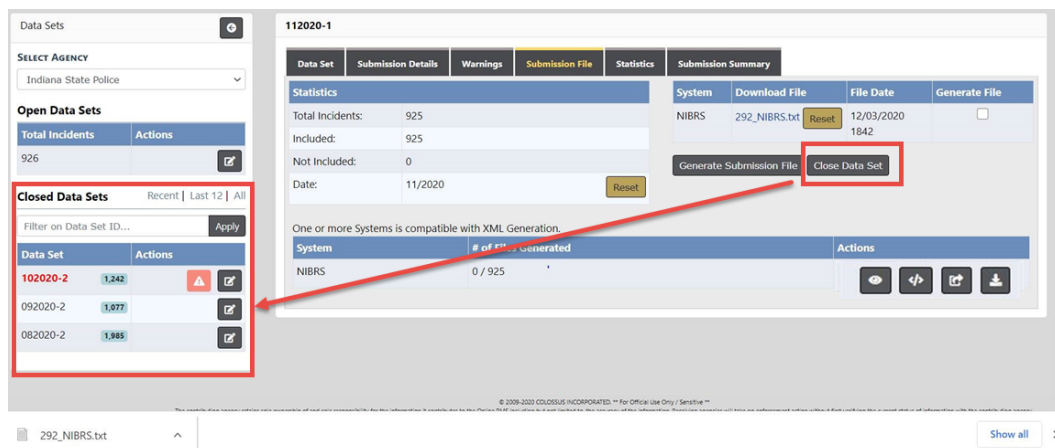 Data Sets
SELECT AGENCY
Indiana State Police
Open Data Sets
Total Incidents Actions
926
Closed Data Sets Recent | Last 12 | All
Filter on Data Set ID... Apply
Data Set Actions
102020-2 1,242
092020-2 1,077
082020-2 1,985
112020-1
Data Set Submission Details Warnings Submission File Statistics Submission Summary
Statistics
Total Incidents: 925
Included: 925
Not Included: 0
Date: 11/2020 Reset
System Download File File Date Generate File
NIBRS 292_NIBRS.txt Reset 12/03/2020
1842
Generate Submission File Close Data Set
One or more Systems is compatible with XML Generation.
System # of Files Generated Actions
NIBRS 0 / 925
© 2009-2020 COLOSSUS INCORPORATED. ** For Official Use Only / Sensitive **
292_NIBRS.txt
Show all